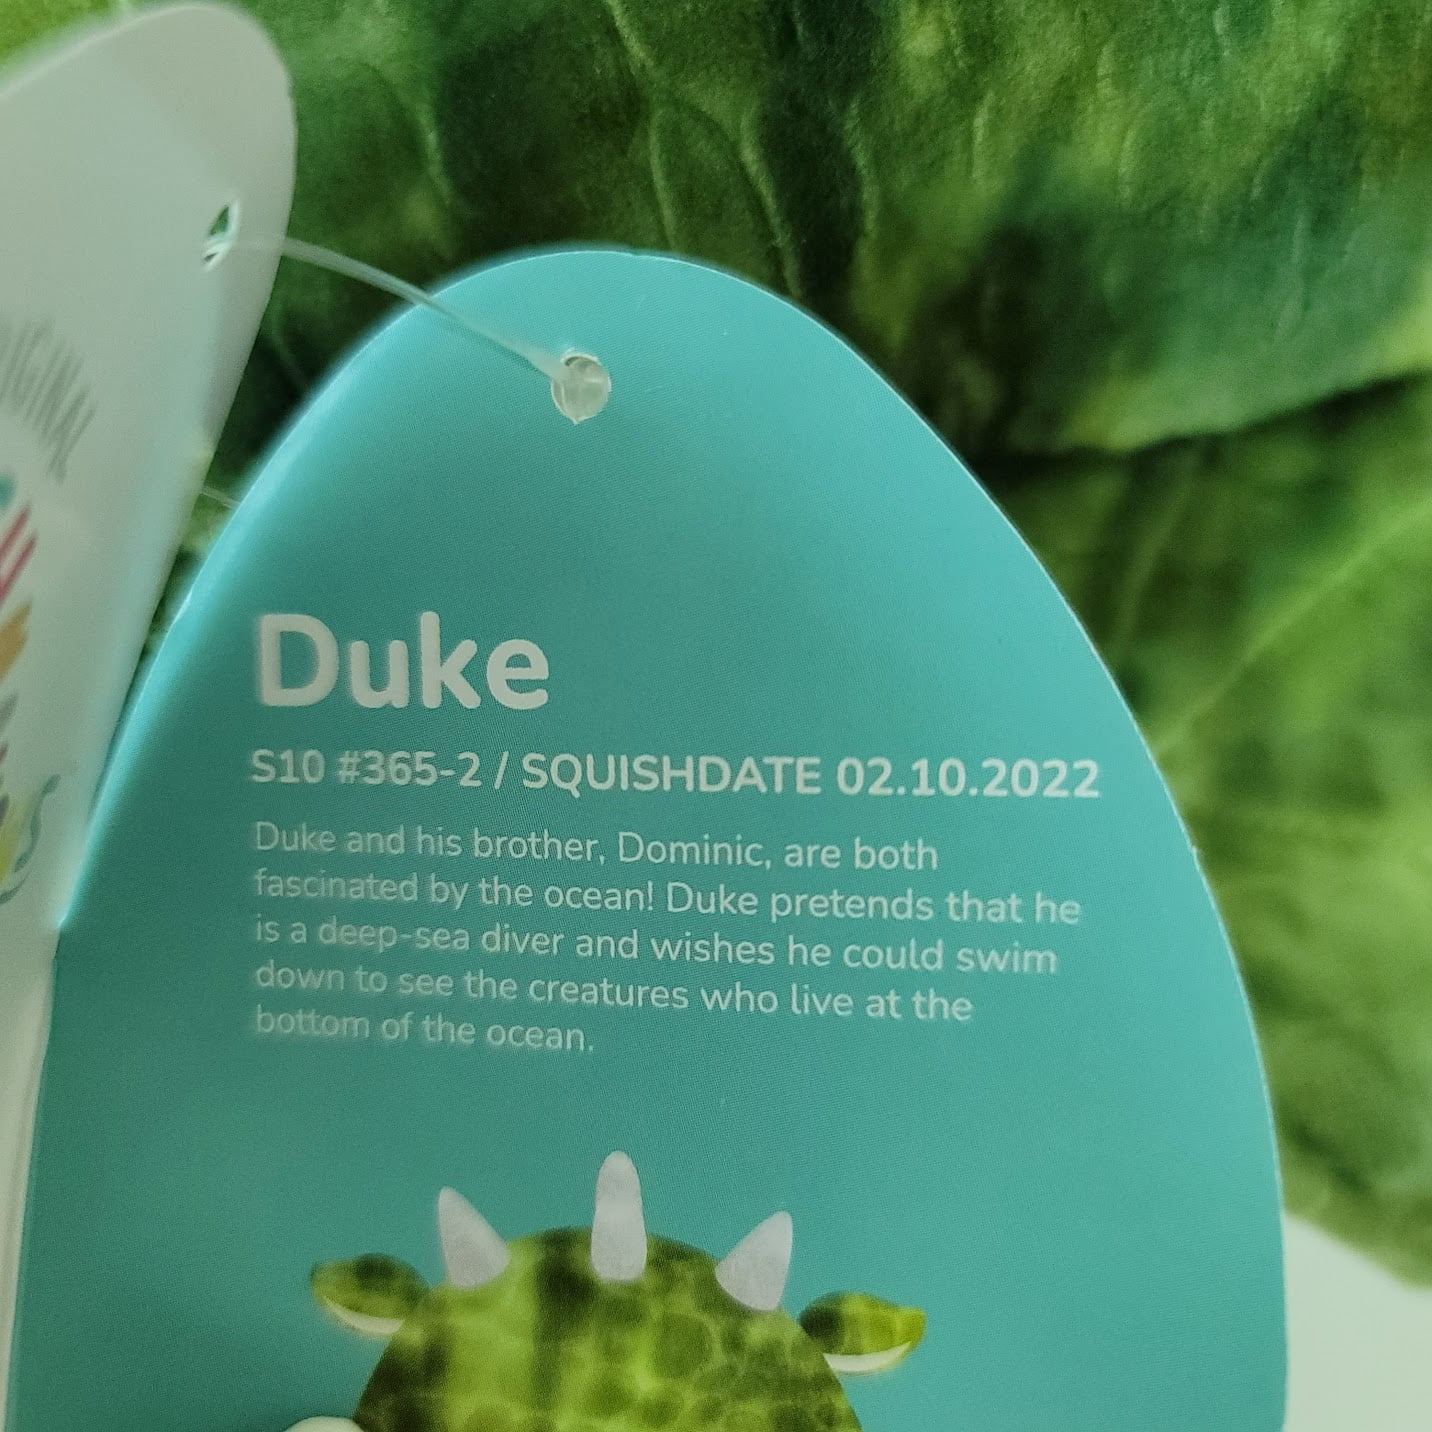 IGINAL
Duke
S10 #365-2 / SQUISHDATE 02.10.2022
Duke and his brother, Dominic, are both
fascinated by the ocean! Duke pretends that he
is a deep-sea diver and wishes he could swim
down to see the creatures who live at the
bottom of the ocean.